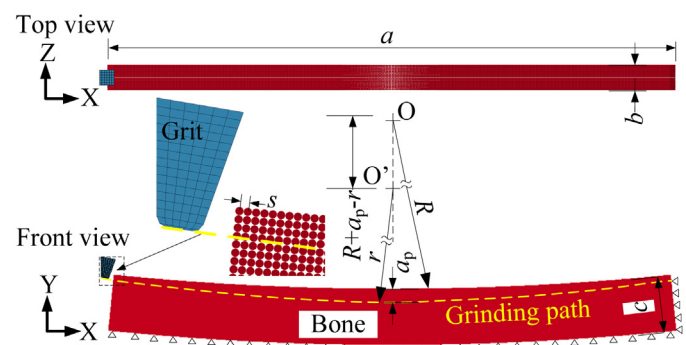 Top view
a
Z
X
b
Grit
O
O'
s
R+aₚ-r
R
r
aₚ
Front view
Y
X
Bone
Grinding path
c